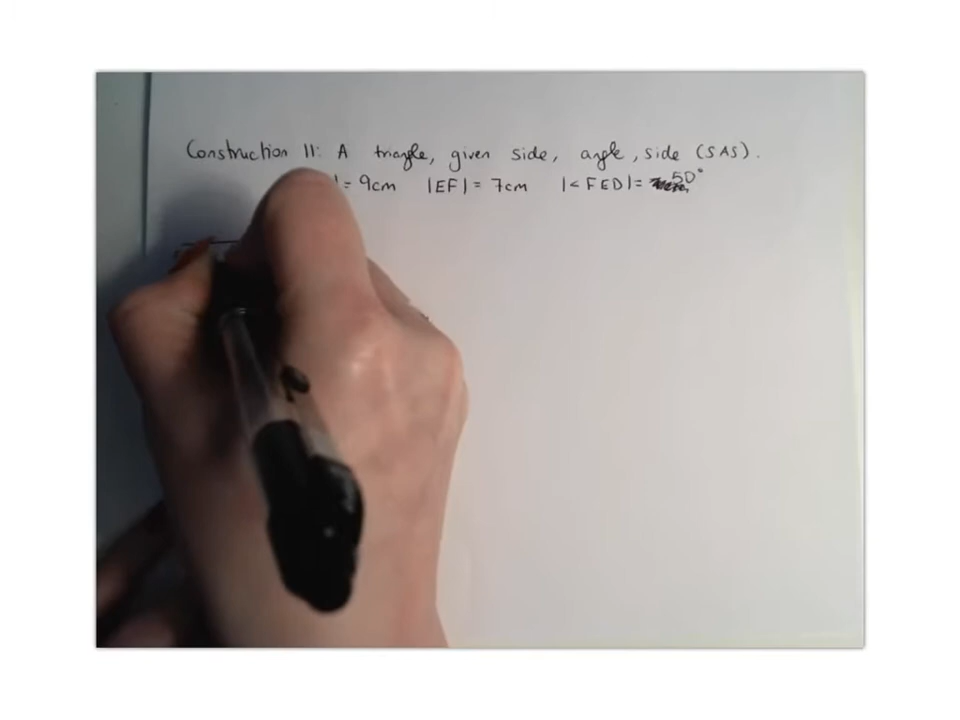 Construction 11: A triangle, given side, angle, side (SAS).
|= 9cm |EF|= 7cm |<FED|= 50°